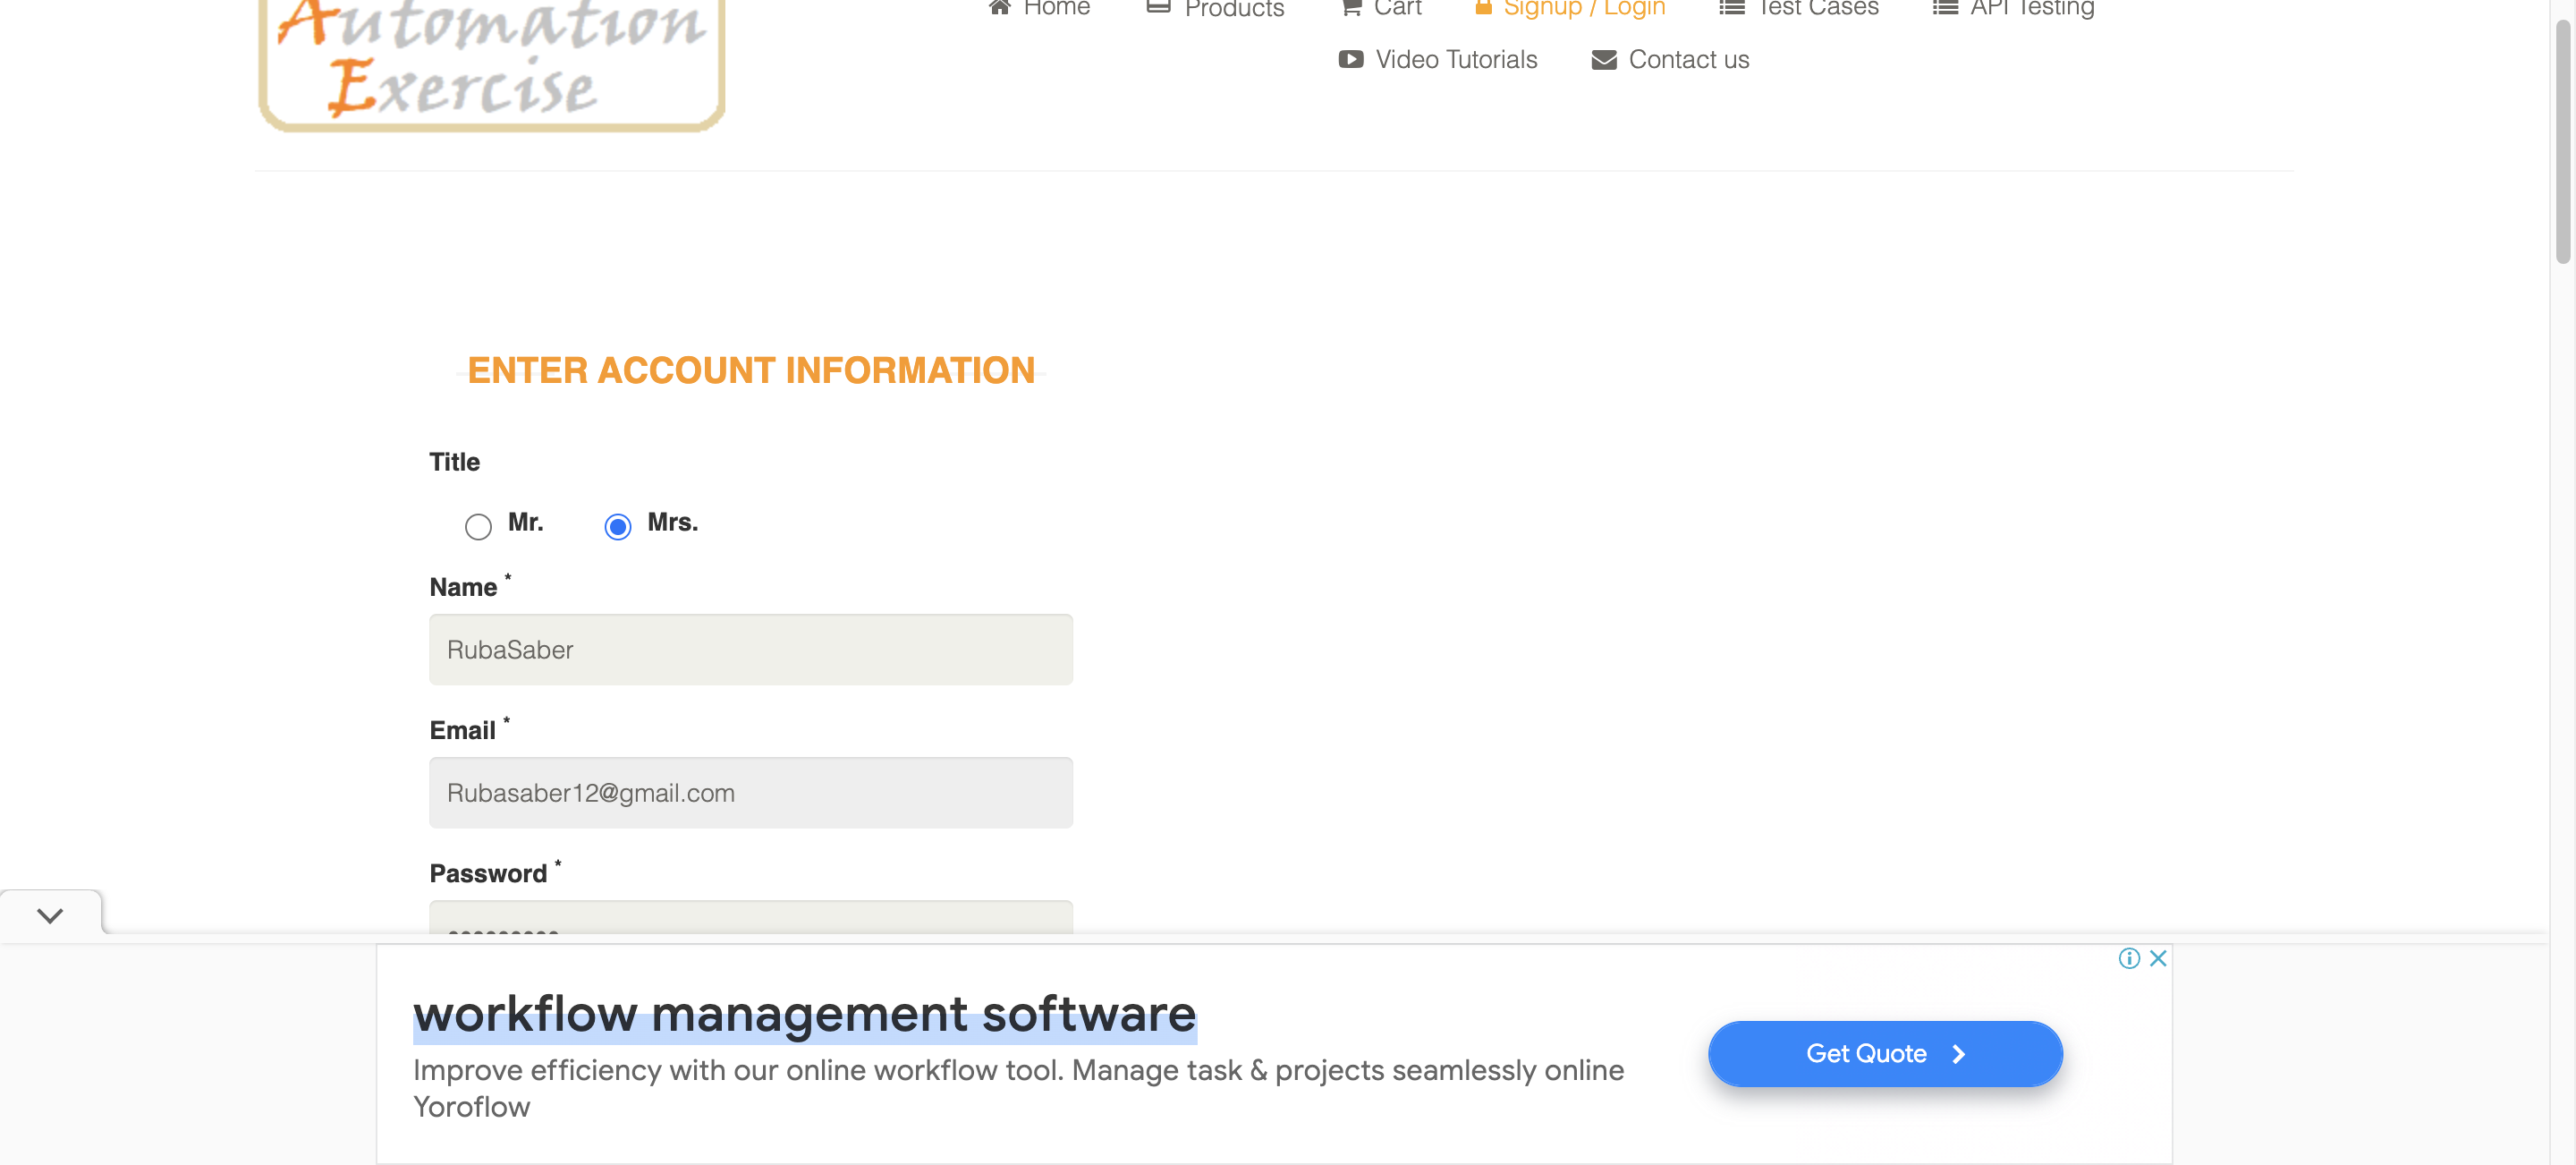 Automation
Exercise
Home Products Cart Signup / Login Test Cases API Testing
Video Tutorials Contact us
ENTER ACCOUNT INFORMATION
Title
Mr. Mrs.
Name *
RubaSaber
Email *
Rubasaber12@gmail.com
Password *
workflow management software
Improve efficiency with our online workflow tool. Manage task & projects seamlessly online
Yoroflow
Get Quote